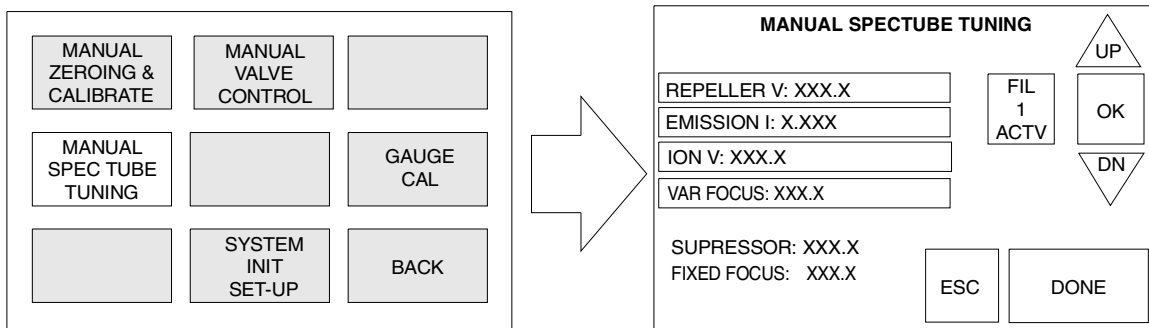 MANUAL
ZEROING &
CALIBRATE
MANUAL
VALVE
CONTROL
MANUAL
SPEC TUBE
TUNING
GAUGE
CAL
SYSTEM
INIT
SET-UP
BACK
MANUAL SPECTUBE TUNING
REPELLER V: XXX.X
EMISSION I: X.XXX
ION V: XXX.X
VAR FOCUS: XXX.X
SUPRESSOR: XXX.X
FIXED FOCUS: XXX.X
FIL
1
ACTV
UP
OK
DN
ESC
DONE